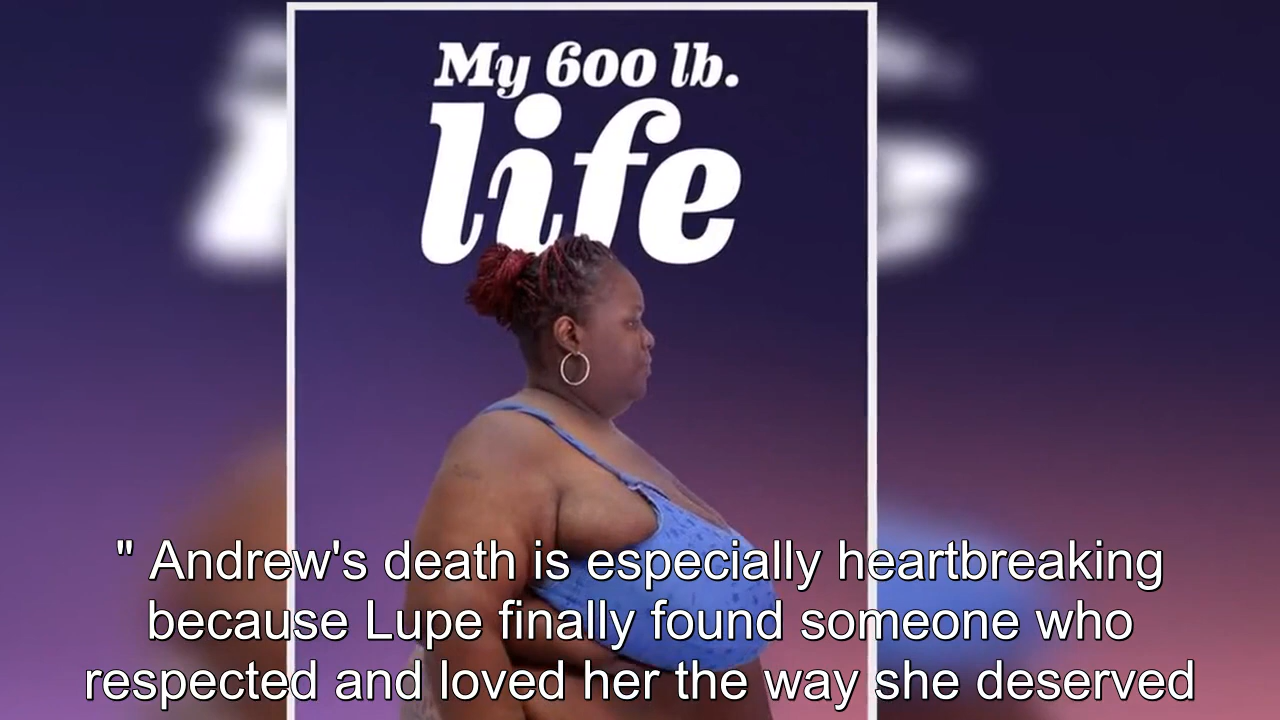 My 600 lb.
life
" Andrew's death is especially heartbreaking
because Lupe finally found someone who
respected and loved her the way she deserved